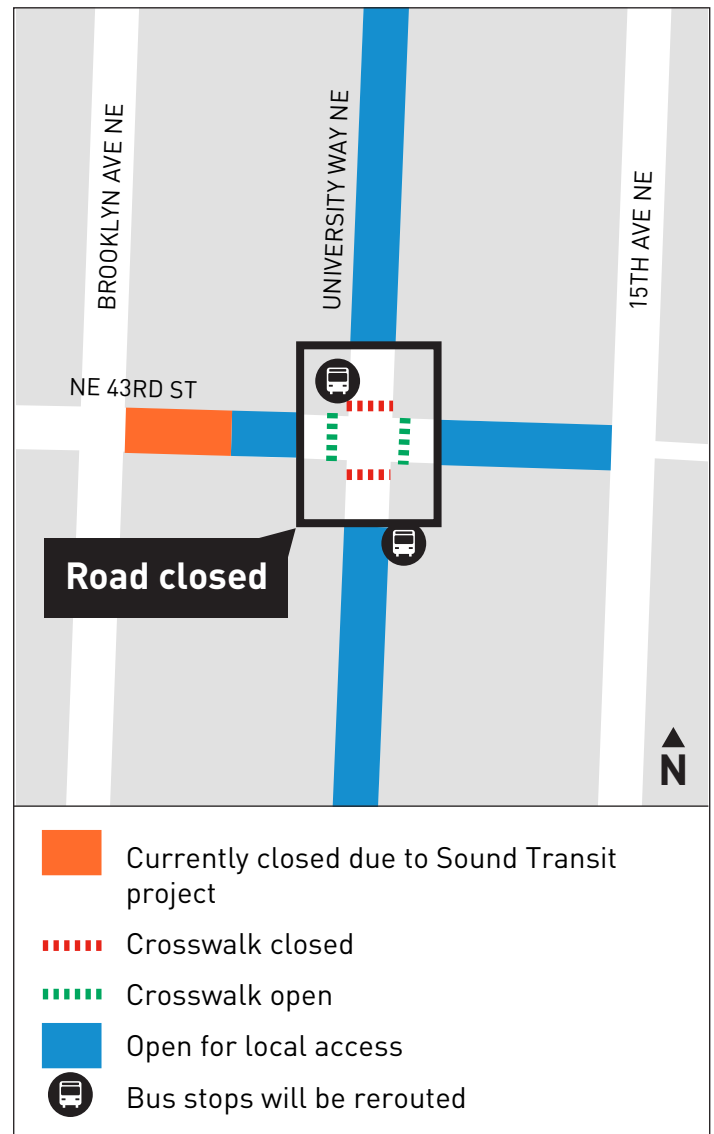 BROOKLYN AVE NE
UNIVERSITY WAY NE
15TH AVE NE
NE 43RD ST
Road closed
N
Currently closed due to Sound Transit
project
Crosswalk closed
Crosswalk open
Open for local access
Bus stops will be rerouted